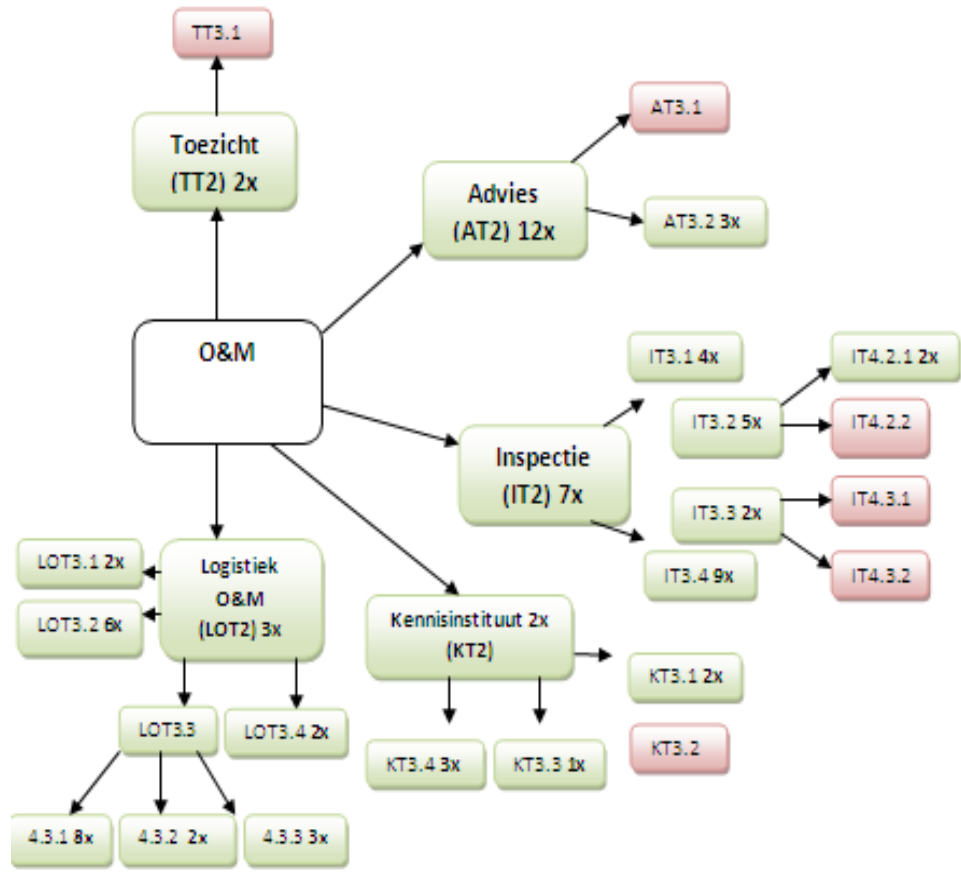 TT3.1
Toezicht
(TT2) 2x
AT3.1
Advies
(AT2) 12x
AT3.2 3x
O&M
IT3.1 4x
IT4.2.1 2x
IT3.2 5x
IT4.2.2
Inspectie
(IT2) 7x
IT3.3 2x
IT4.3.1
IT4.3.2
IT3.4 9x
LOT3.1 2x
LOT3.2 6x
Logistiek
O&M
(LOT2) 3x
Kennisinstituut 2x
(KT2)
KT3.1 2x
KT3.2
LOT3.3
LOT3.4 2x
KT3.4 3x
KT3.3 1x
4.3.1 8x
4.3.2 2x
4.3.3 3x